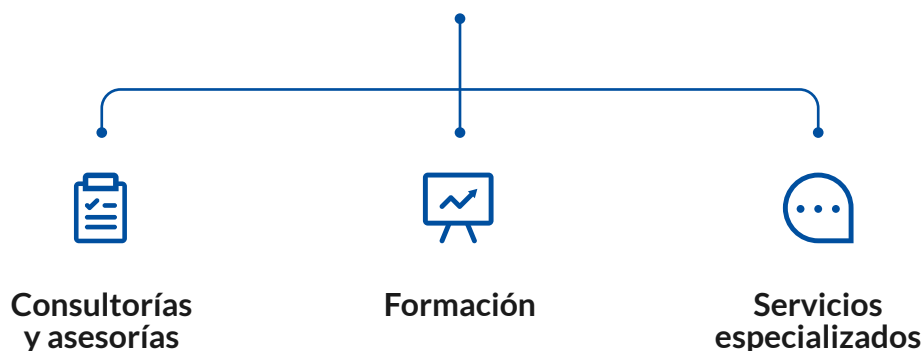 Consultorías
y asesorías
Formación
Servicios
especializados